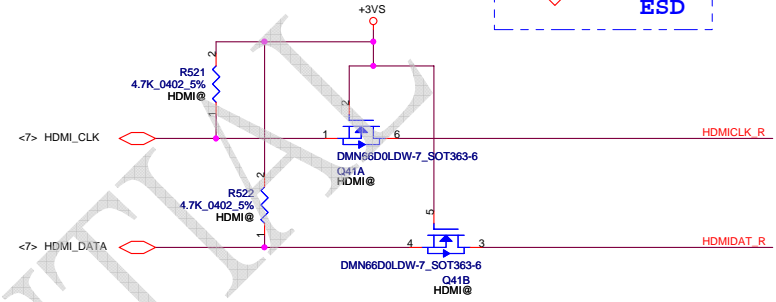 +3VS
ESD
2
R521
4.7K_0402_5%
HDMI@
1
2
<7> HDMI_CLK
1
6
HDMICLK_R
DMN66D0LDW-7_SOT363-6
Q41A
HDMI@
2
R522
4.7K_0402_5%
HDMI@
1
5
<7> HDMI_DATA
4
3
HDMIDAT_R
DMN66D0LDW-7_SOT363-6
Q41B
HDMI@
TIAL